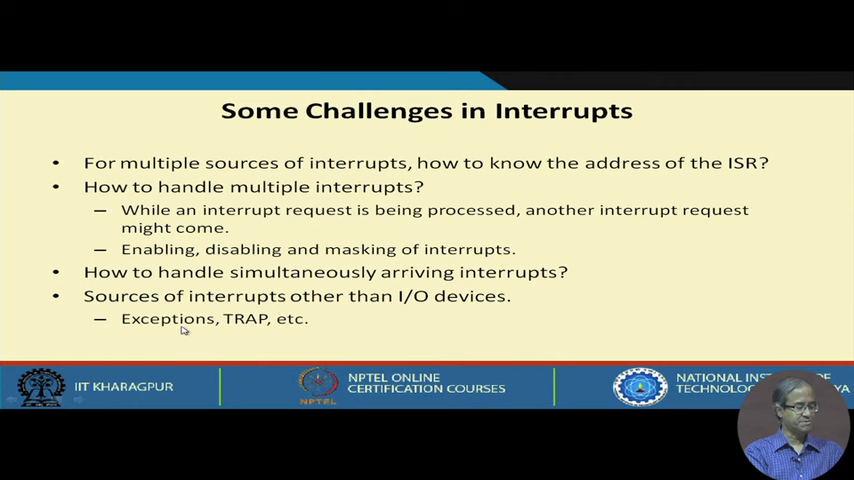 Some Challenges in Interrupts
• For multiple sources of interrupts, how to know the address of the ISR?
• How to handle multiple interrupts?
– While an interrupt request is being processed, another interrupt request
might come.
– Enabling, disabling and masking of interrupts.
• How to handle simultaneously arriving interrupts?
• Sources of interrupts other than I/O devices.
– Exceptions, TRAP, etc.
IIT KHARAGPUR
NPTEL
NPTEL ONLINE
CERTIFICATION COURSES
NATIONAL OF